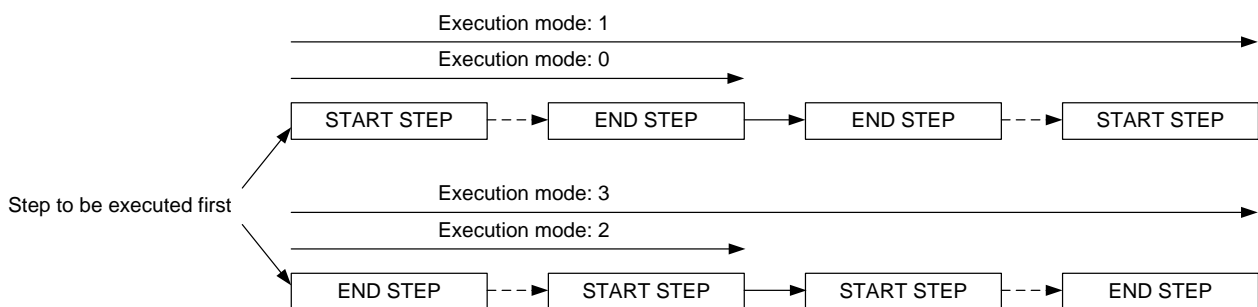 Execution mode: 1
Execution mode: 0
START STEP END STEP END STEP START STEP
Step to be executed first
Execution mode: 3
Execution mode: 2
END STEP START STEP START STEP END STEP